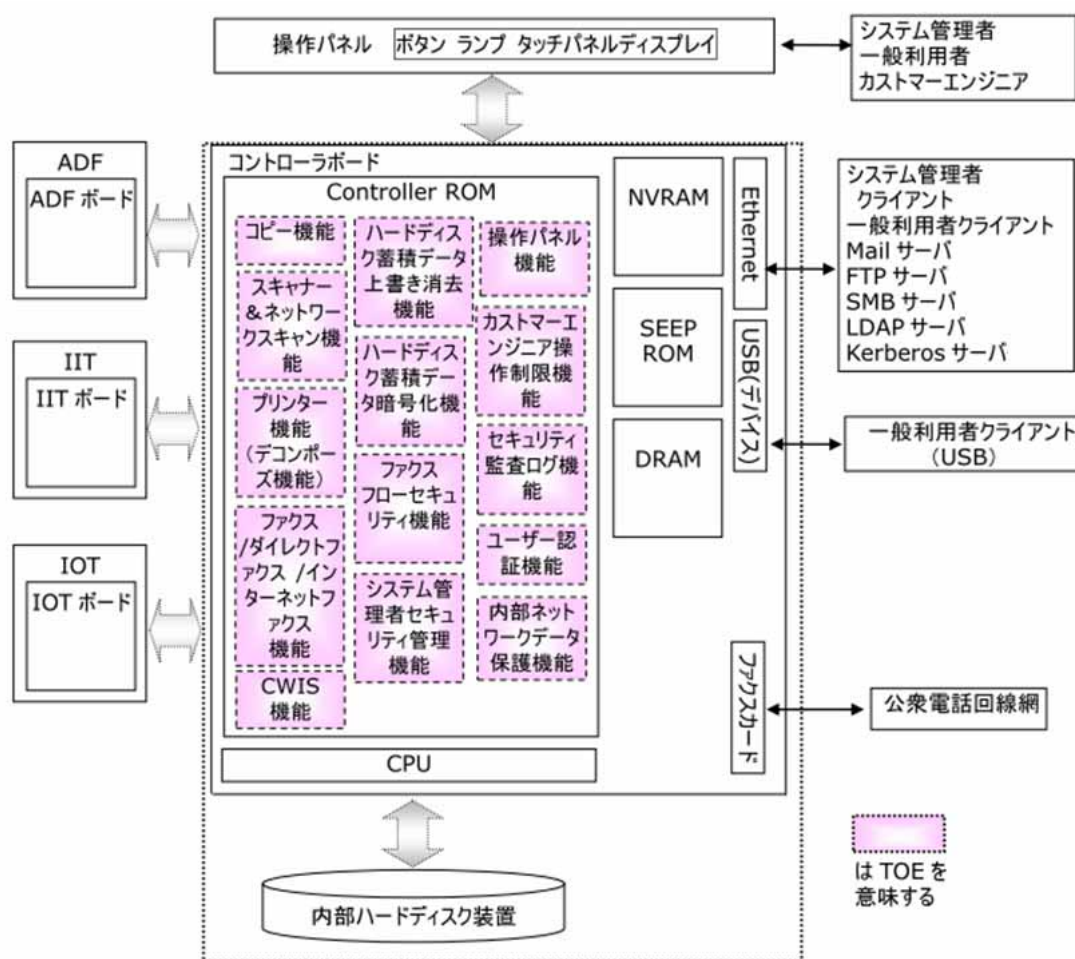 操作パネル ボタン ランプ タッチパネルディスプレイ
システム管理者
一般利用者
カストマーエンジニア
ADF
ADF ボード
IIT
IIT ボード
IOT
IOT ボード
コントローラボード
Controller ROM
コピー機能
スキャナー
&ネットワー
クスキャン機
能
プリンター
機能
(デコンポー
ズ機能)
ファクス
/ダイレクトフ
ァクス /イン
ターネットフ
ァクス
機能
CWIS
機能
ハードディス
ク蓄積データ
上書き消去
機能
ハードディス
ク蓄積デー
タ暗号化機
能
ファクス
フローセキュ
リティ機能
システム管
理者セキュ
リティ管理
機能
操作パネル
機能
カストマーエ
ンジニア操
作制限機
能
セキュリティ
監査ログ機
能
ユーザー認
証機能
内部ネット
ワークデータ
保護機能
CPU
NVRAM
SEEP
ROM
DRAM
Ethernet
USB(デバイス)
ファクスカード
システム管理者
クライアント
一般利用者クライアント
Mail サーバ
FTP サーバ
SMB サーバ
LDAP サーバ
Kerberos サーバ
一般利用者クライアント
(USB)
公衆電話回線網
内部ハードディスク装置
は TOE を
意味する